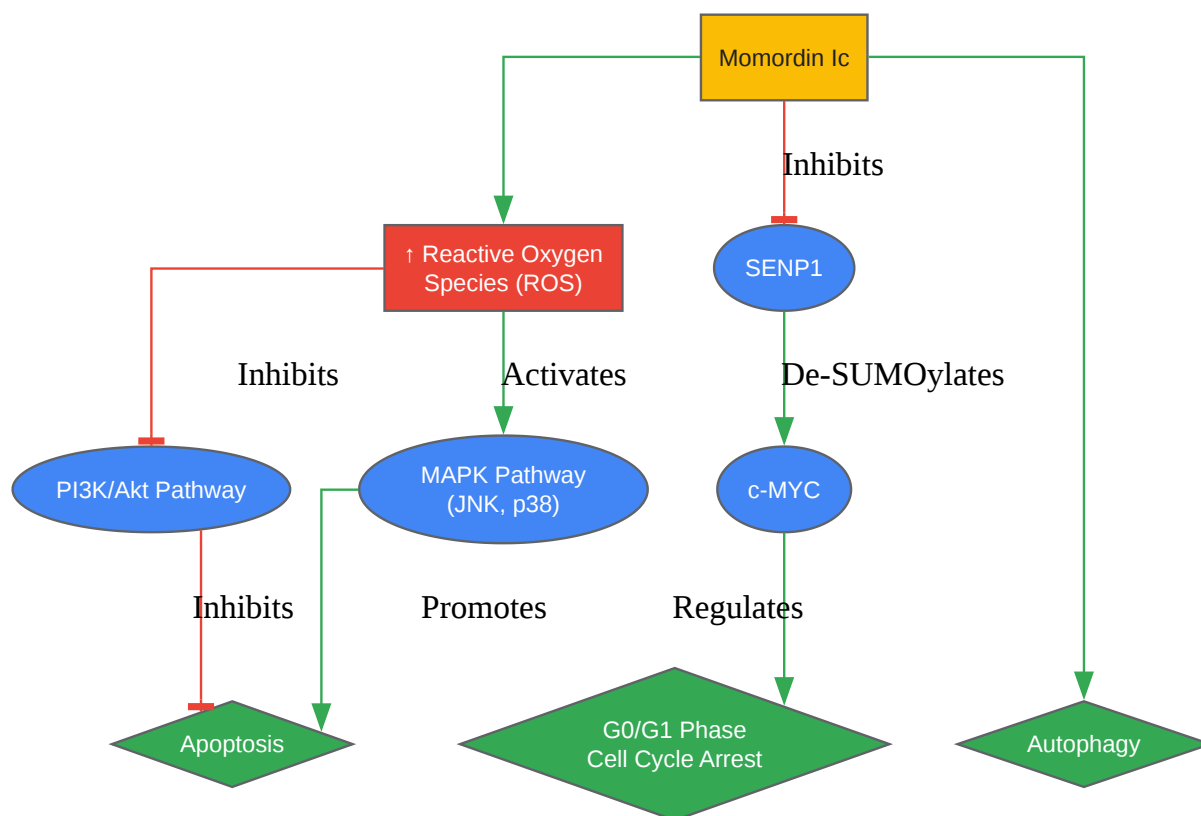 Momordin Ic
Inhibits
↑ Reactive Oxygen
Species (ROS)
SENP1
Inhibits
Activates
De-SUMOylates
PI3K/Akt Pathway
MAPK Pathway
(JNK, p38)
c-MYC
Inhibits
Promotes
Regulates
Apoptosis
G0/G1 Phase
Cell Cycle Arrest
Autophagy